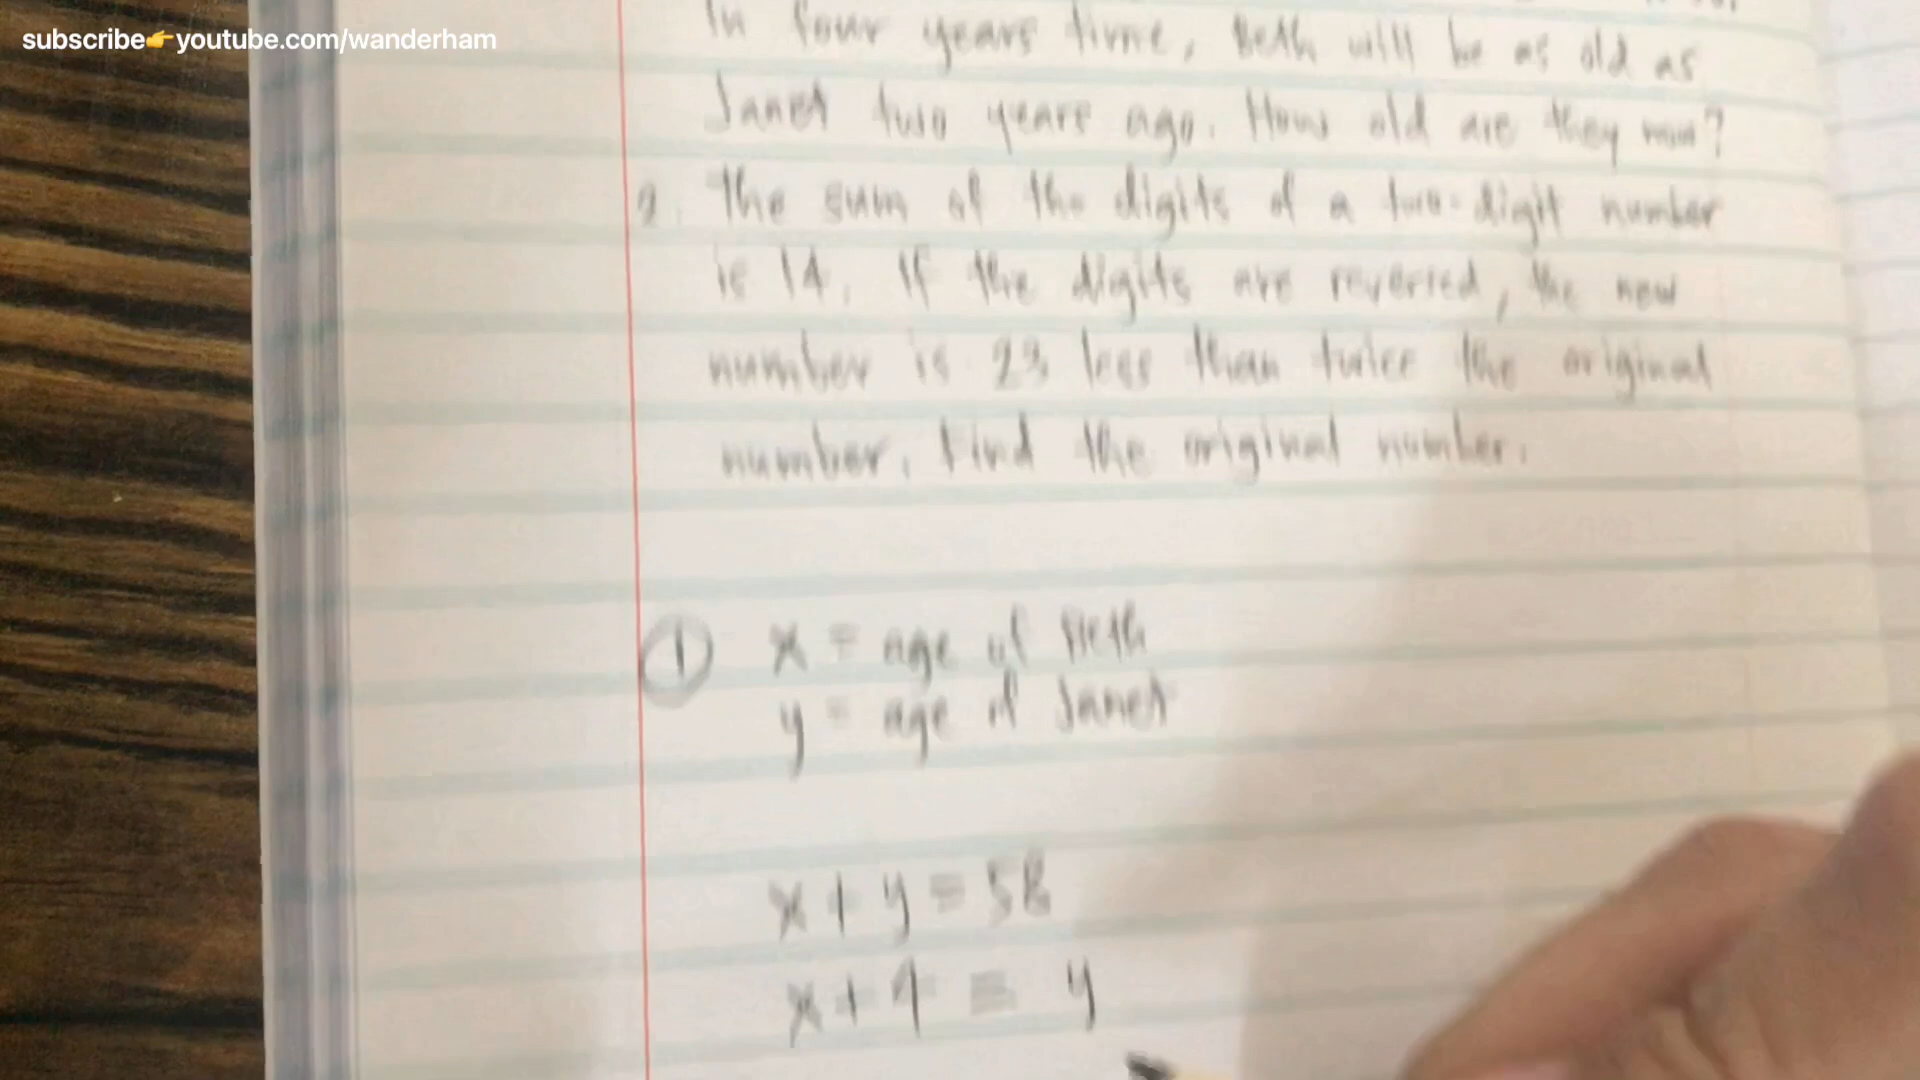 subscribe👉youtube.com/wanderham
In four years time, Beth will be as old as
Janet two years ago. How old are they now?
2. The sum of the digits of a two-digit number
is 14. If the digits are reversed, the new
number is 23 less than twice the original
number. Find the original number.
① x = age of Beth
y = age of Janet
x + y = 58
x + 4 = y